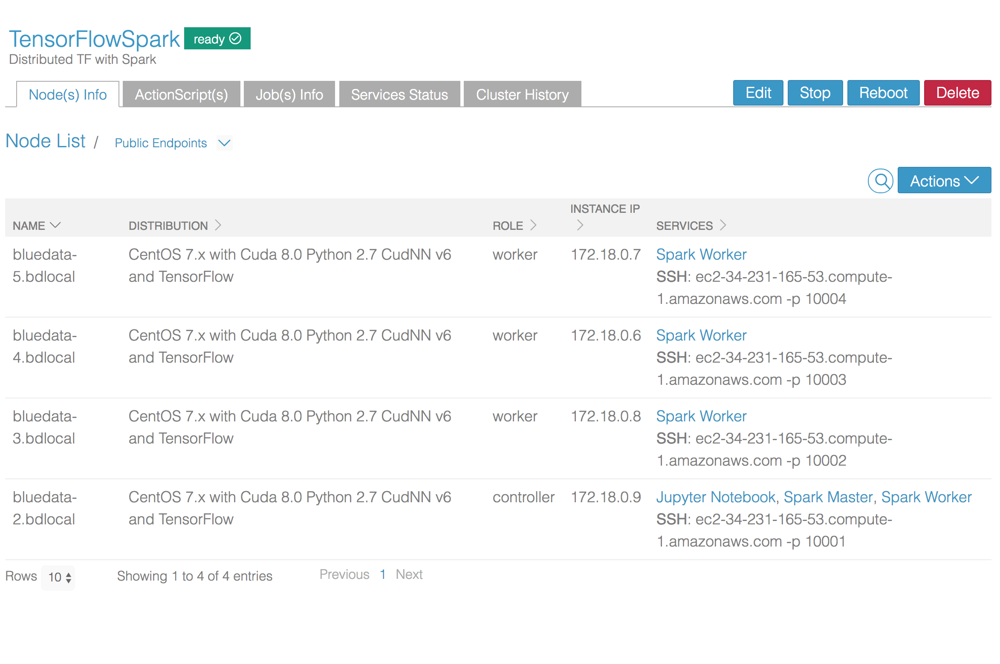 TensorFlowSpark ready
Distributed TF with Spark
Node(s) Info ActionScript(s) Job(s) Info Services Status Cluster History Edit Stop Reboot Delete
Node List / Public Endpoints
Actions
NAME DISTRIBUTION ROLE INSTANCE IP SERVICES
bluedata- CentOS 7.x with Cuda 8.0 Python 2.7 CudNN v6 worker 172.18.0.7 Spark Worker
5.bdlocal and TensorFlow SSH: ec2-34-231-165-53.compute-
1.amazonaws.com -p 10004
bluedata- CentOS 7.x with Cuda 8.0 Python 2.7 CudNN v6 worker 172.18.0.6 Spark Worker
4.bdlocal and TensorFlow SSH: ec2-34-231-165-53.compute-
1.amazonaws.com -p 10003
bluedata- CentOS 7.x with Cuda 8.0 Python 2.7 CudNN v6 worker 172.18.0.8 Spark Worker
3.bdlocal and TensorFlow SSH: ec2-34-231-165-53.compute-
1.amazonaws.com -p 10002
bluedata- CentOS 7.x with Cuda 8.0 Python 2.7 CudNN v6 controller 172.18.0.9 Jupyter Notebook, Spark Master, Spark Worker
2.bdlocal and TensorFlow SSH: ec2-34-231-165-53.compute-
1.amazonaws.com -p 10001
Rows 10 Showing 1 to 4 of 4 entries Previous 1 Next